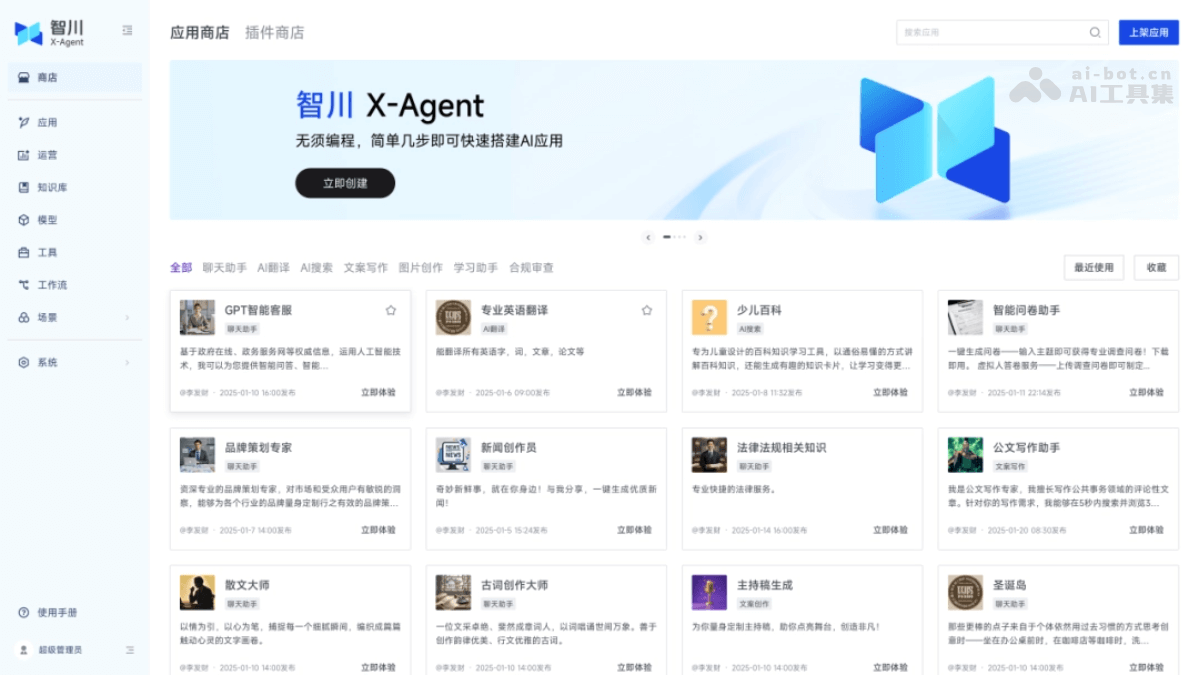 智川
X-Agent
商店
应用
运营
知识库
模型
工具
工作流
场景
系统
使用手册
超级管理员
应用商店 插件商店
搜索应用
上架应用
智川 X-Agent
无须编程，简单几步即可快速搭建AI应用
立即创建
ai-bot.cn
AI工具集
全部 聊天助手 AI翻译 AI搜索 文案写作 图片创作 学习助手 合规审查
最近使用 收藏
GPT智能客服
聊天助手
基于政府在线、政务服务网等权威信息，运用人工智能技
术，我可以为您提供智能问答、智能...
@李发财 · 2025-01-10 16:00发布
立即体验
专业英语翻译
AI翻译
能翻译所有英语字，词，文章，论文等
@李发财 · 2025-01-6 09:00发布
立即体验
少儿百科
AI搜索
专为儿童设计的百科知识学习工具，以通俗易懂的方式讲
解百科知识，还能生成有趣的知识卡片，让学习变得更...
@李发财 · 2025-01-8 11:32发布
立即体验
智能问卷助手
聊天助手
一键生成问卷——输入主题即可获得专业调查问卷！下载
即用。 虚拟人答卷服务——上传调查问卷即可制定...
@李发财 · 2025-01-11 22:14发布
立即体验
品牌策划专家
聊天助手
资深专业的品牌策划专家，对市场和受众用户有敏锐的洞
察，能够为各个行业的品牌量身定制行之有效的品牌策...
@李发财 · 2025-01-7 14:00发布
立即体验
新闻创作员
聊天助手
奇妙新鲜事，就在你身边！与我分享，一键生成优质新
闻！
@李发财 · 2025-01-5 15:24发布
立即体验
法律法规相关知识
聊天助手
专业快捷的法律服务。
@李发财 · 2025-01-14 16:00发布
立即体验
公文写作助手
文案写作
我是公文写作专家，我擅长写作公共事务领域的评论性文
章。针对你的写作需求，我能够在5秒内搜索并浏览3...
@李发财 · 2025-01-20 08:30发布
立即体验
散文大师
聊天助手
以情为引，以心为笔，捕捉每一个细腻瞬间，编织成篇篇
触动心灵的文字画卷。
@李发财 · 2025-01-10 14:00发布
立即体验
古词创作大师
聊天助手
一位文采卓绝、斐然成章词人，以词唱诵世间万象。善于
创作韵律优美、行文优雅的古词。
@李发财 · 2025-01-10 14:00发布
立即体验
主持稿生成
文案创作
为你量身定制主持稿，助你点亮舞台，创造非凡！
@李发财 · 2025-01-10 14:00发布
立即体验
圣诞岛
聊天助手
那些更棒的点子来自于个体依然用过去习惯的方式思考创
意时——坐在办公桌前时、在咖啡店等咖啡时，洗...
@李发财 · 2025-01-10 14:00发布
立即体验